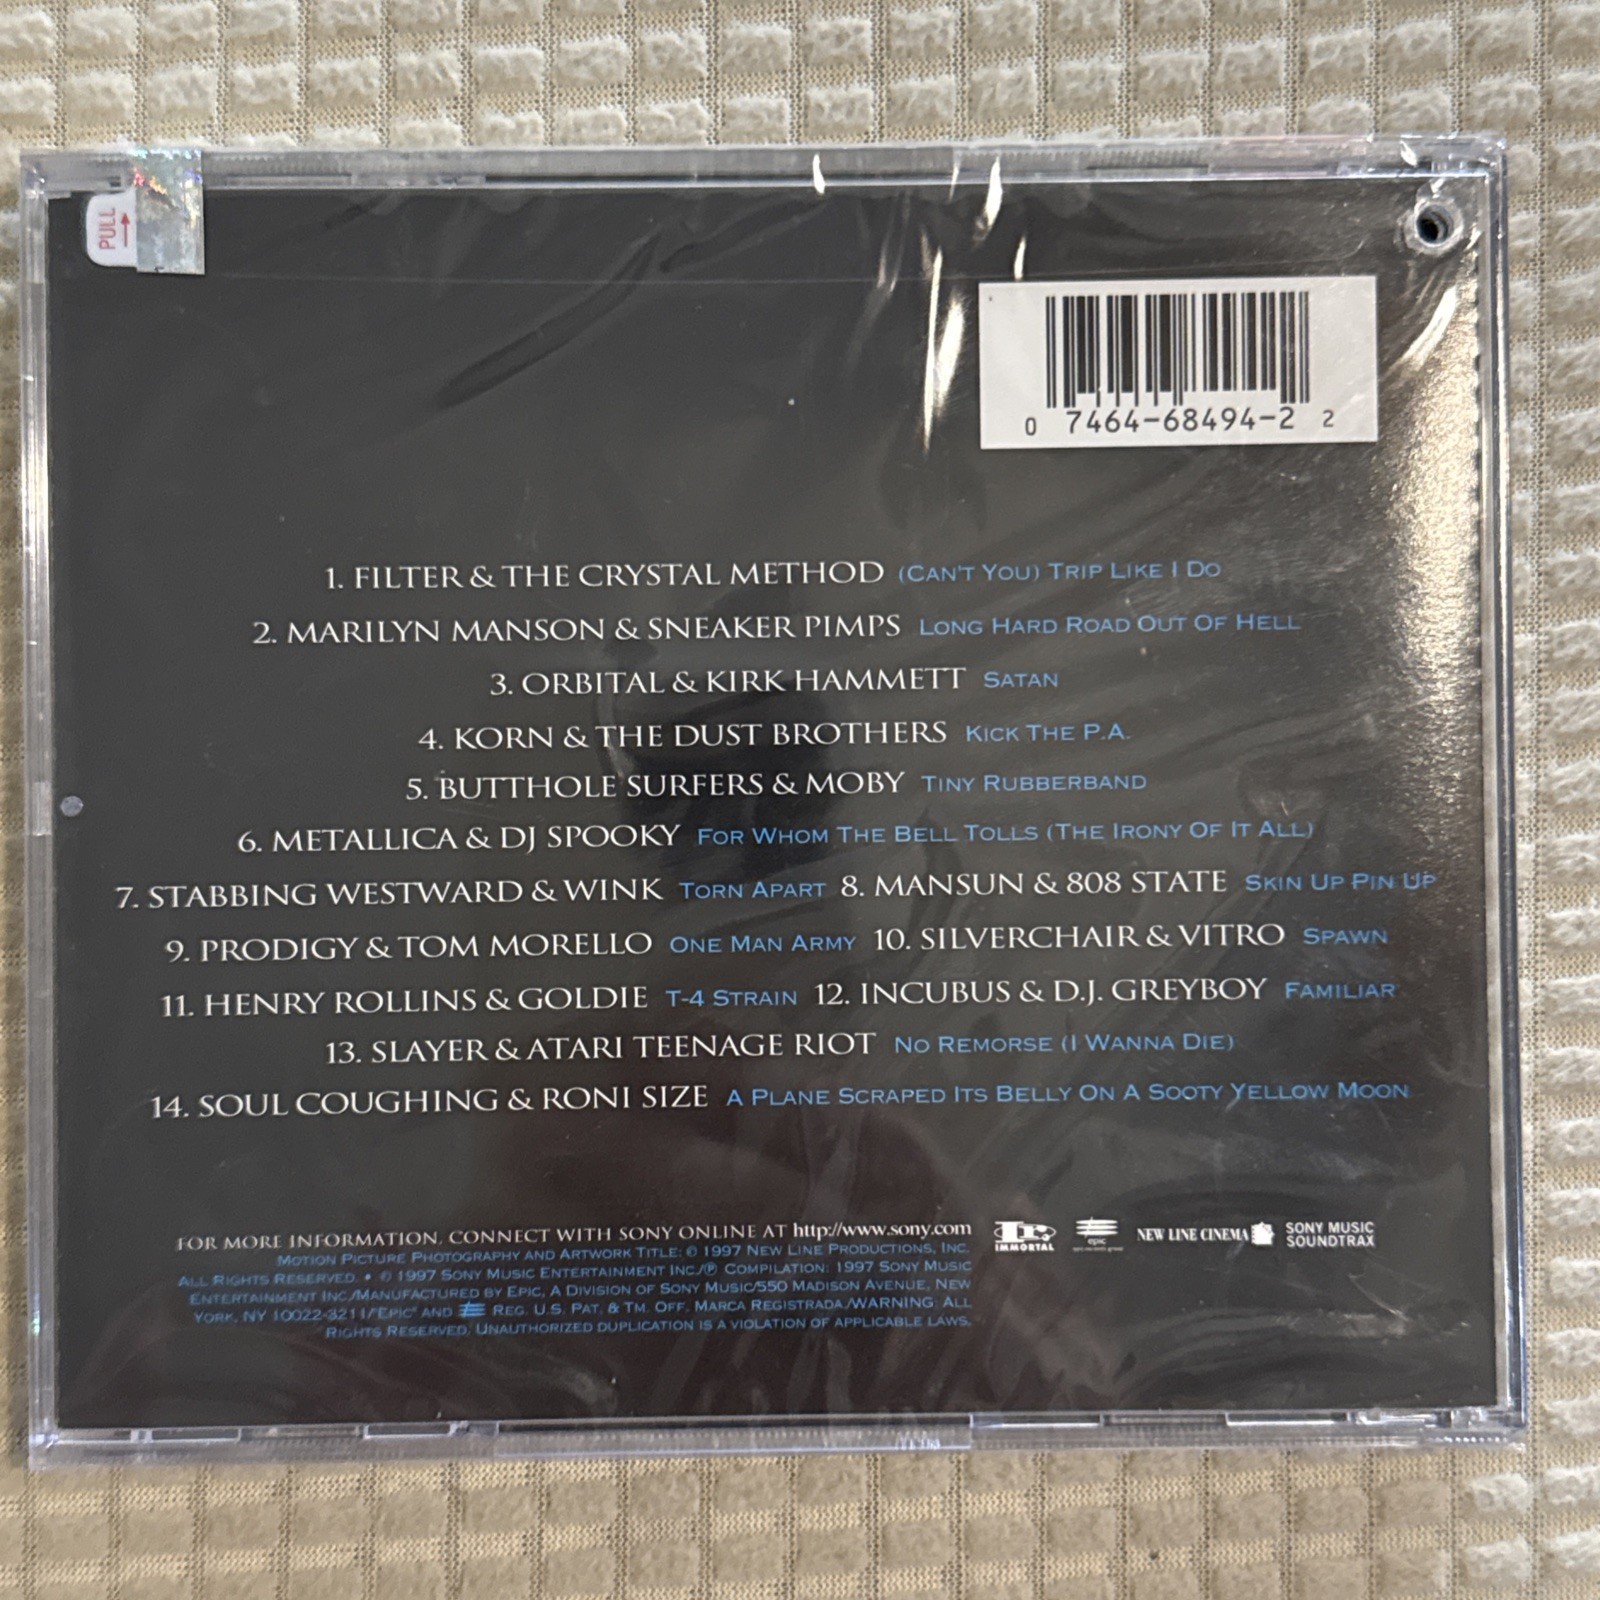 PULL
0 7464-68494-2 2
1. FILTER & THE CRYSTAL METHOD (CAN'T YOU) TRIP LIKE I DO
2. MARILYN MANSON & SNEAKER PIMPS LONG HARD ROAD OUT OF HELL
3. ORBITAL & KIRK HAMMETT SATAN
4. KORN & THE DUST BROTHERS KICK THE P.A.
5. BUTTHOLE SURFERS & MOBY TINY RUBBERBAND
6. METALLICA & DJ SPOOKY FOR WHOM THE BELL TOLLS (THE IRONY OF IT ALL)
7. STABBING WESTWARD & WINK TORN APART 8. MANSUN & 808 STATE SKIN UP PIN UP
9. PRODIGY & TOM MORELLO ONE MAN ARMY 10. SILVERCHAIR & VITRO SPAWN
11. HENRY ROLLINS & GOLDIE T-4 STRAIN 12. INCUBUS & D.J. GREYBOY FAMILIAR
13. SLAYER & ATARI TEENAGE RIOT NO REMORSE (I WANNA DIE)
14. SOUL COUGHING & RONI SIZE A PLANE SCRAPED ITS BELLY ON A SOOTY YELLOW MOON
FOR MORE INFORMATION, CONNECT WITH SONY ONLINE AT http://www.sony.com
MOTION PICTURE PHOTOGRAPHY AND ARTWORK TITLE: © 1997 NEW LINE PRODUCTIONS, INC.
ALL RIGHTS RESERVED. • © 1997 SONY MUSIC ENTERTAINMENT INC./℗ COMPILATION: 1997 SONY MUSIC
ENTERTAINMENT INC./MANUFACTURED BY EPIC, A DIVISION OF SONY MUSIC/550 MADISON AVENUE, NEW
YORK, NY 10022-3211/"EPIC" AND REG. U.S. PAT. & TM. OFF. MARCA REGISTRADA/WARNING: ALL
RIGHTS RESERVED. UNAUTHORIZED DUPLICATION IS A VIOLATION OF APPLICABLE LAWS.
IMMORTAL
epic
NEW LINE CINEMA
SONY MUSIC
SOUNDTRAX